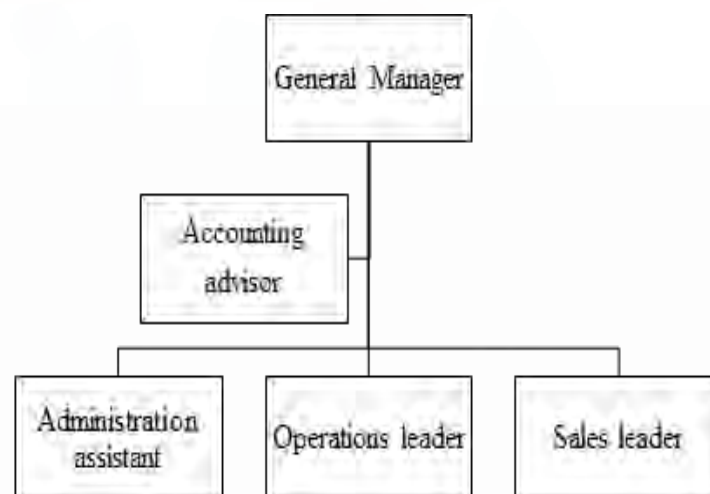 General Manager
Accounting
advisor
Administration
assistant
Operations leader
Sales leader